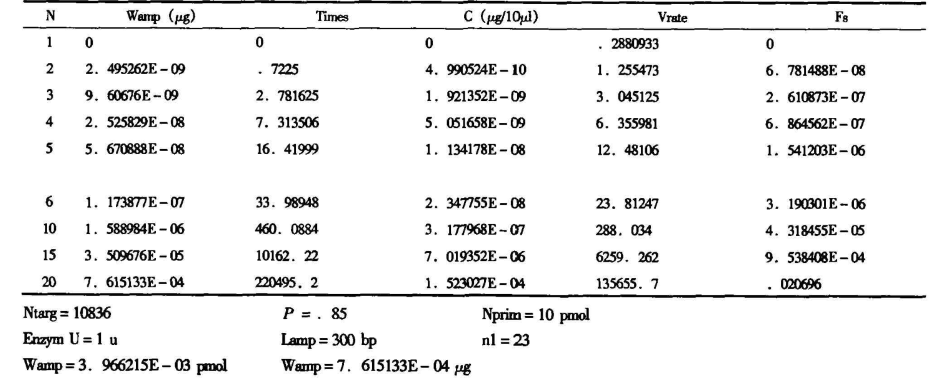 N Wamp (μg) Times C (μg/10μl) Vrate Fs
1 0 0 0 . 2880933 0
2 2. 495262E-09 . 7225 4. 990524E-10 1. 255473 6. 781488E-08
3 9. 60676E-09 2. 781625 1. 921352E-09 3. 045125 2. 610873E-07
4 2. 525829E-08 7. 313506 5. 051658E-09 6. 355981 6. 864562E-07
5 5. 670888E-08 16. 41999 1. 134178E-08 12. 48106 1. 541203E-06
6 1. 173877E-07 33. 98948 2. 347755E-08 23. 81247 3. 190301E-06
10 1. 588984E-06 460. 0884 3. 177968E-07 288. 034 4. 318455E-05
15 3. 509676E-05 10162. 22 7. 019352E-06 6259. 262 9. 538408E-04
20 7. 615133E-04 220495. 2 1. 523027E-04 135655. 7 . 020696
Ntarg = 10836 P = . 85 Nprim = 10 pmol
Enzym U = 1 u Lamp = 300 bp n1 = 23
Wamp = 3. 966215E-03 pmol Wamp = 7. 615133E-04 μg